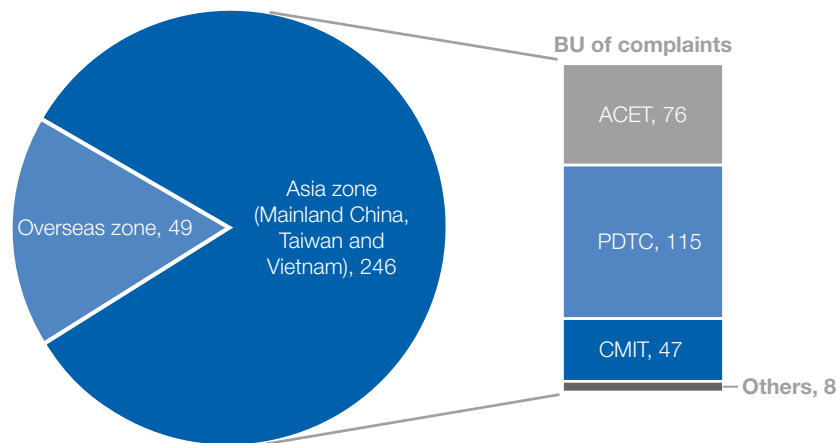 BU of complaints
ACET, 76
Asia zone
(Mainland China,
Taiwan and
Vietnam), 246
Overseas zone, 49
PDTC, 115
CMIT, 47
Others, 8